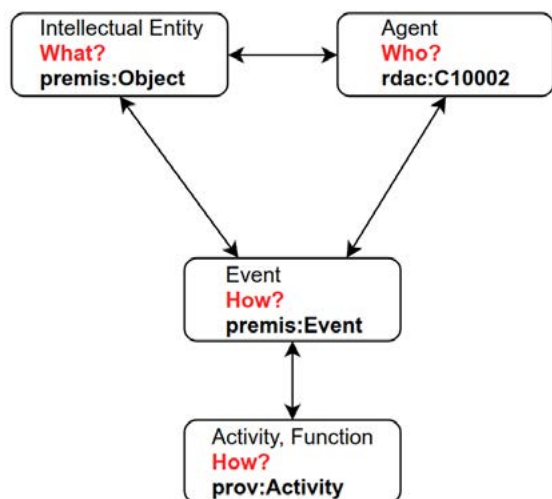 Intellectual Entity
What?
premis:Object
Agent
Who?
rdac:C10002
Event
How?
premis:Event
Activity, Function
How?
prov:Activity